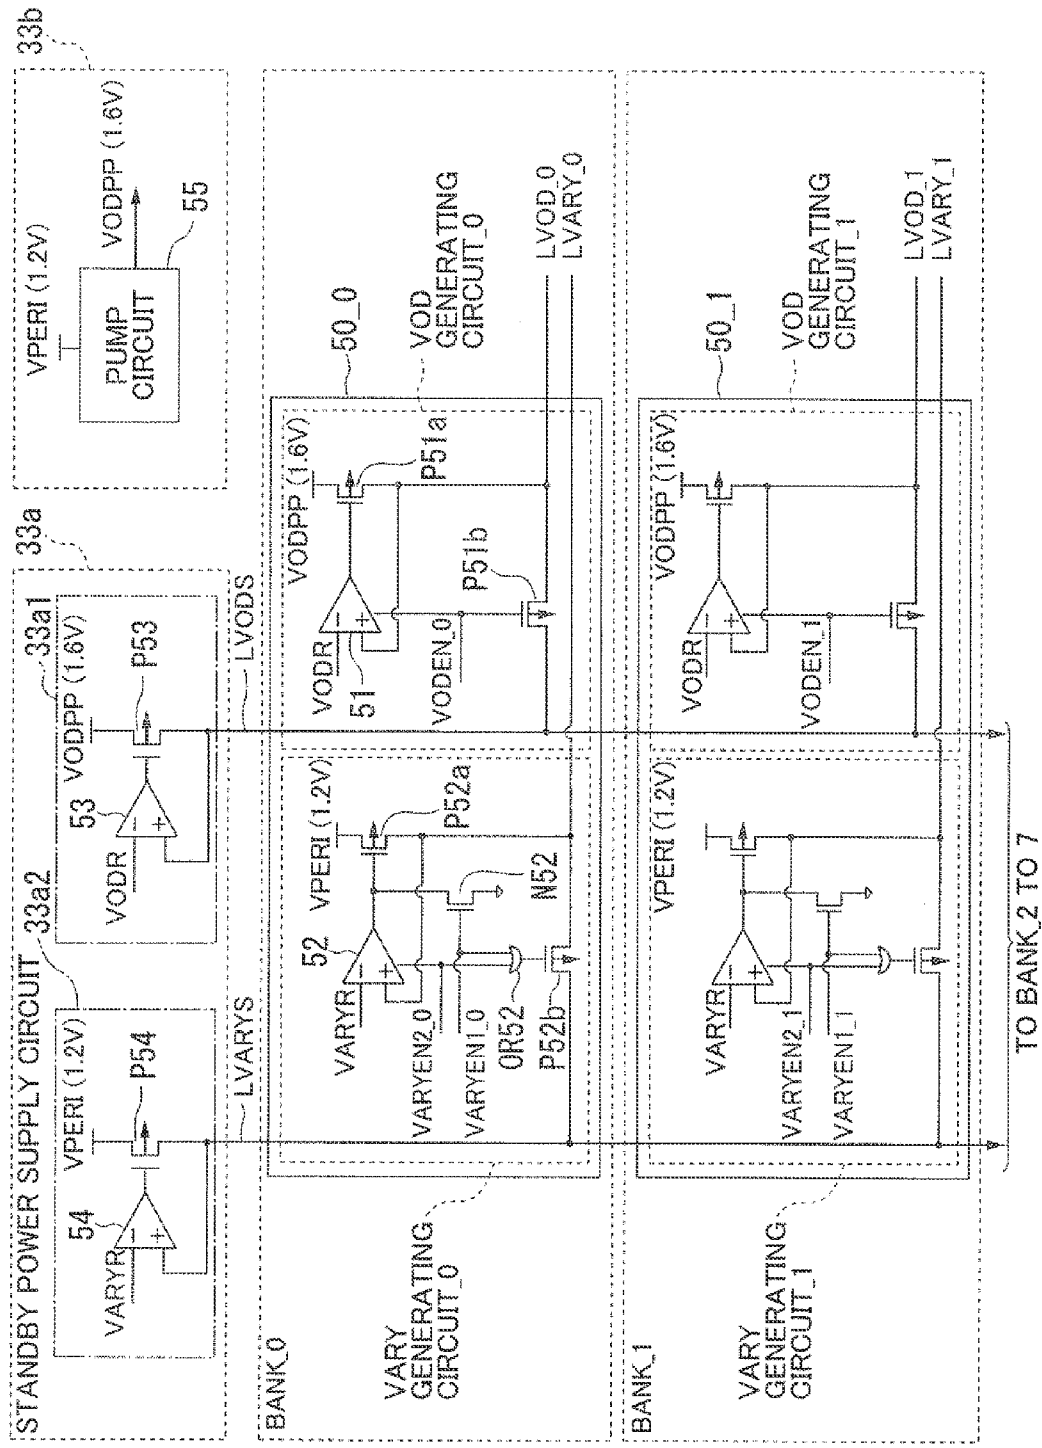 STANDBY POWER SUPPLY CIRCUIT
33a2
VPERI (1.2V)
54
P54
VARYR
LVARYS
33a1
VODPP (1.6V)
53
P53
VODR
LVODS
33a
33b
VPERI (1.2V)
PUMP
CIRCUIT
VODPP (1.6V)
55
BANK_0
VARY
GENERATING
CIRCUIT_0
VPERI (1.2V)
52
P52a
VARYR
N52
VARYEN2_0
VARYEN1_0
OR52
P52b
VODPP (1.6V)
P51a
VODR
51
VODEN_0
P51b
50_0
VOD
GENERATING
CIRCUIT_0
LVOD_0
LVARY_0
BANK_1
VARY
GENERATING
CIRCUIT_1
VPERI (1.2V)
VARYR
VARYEN2_1
VARYEN1_1
VODPP (1.6V)
VODR
VODEN_1
50_1
VOD
GENERATING
CIRCUIT_1
LVOD_1
LVARY_1
TO BANK_2 TO 7